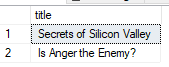 title
1 Secrets of Silicon Valley
2 Is Anger the Enemy?